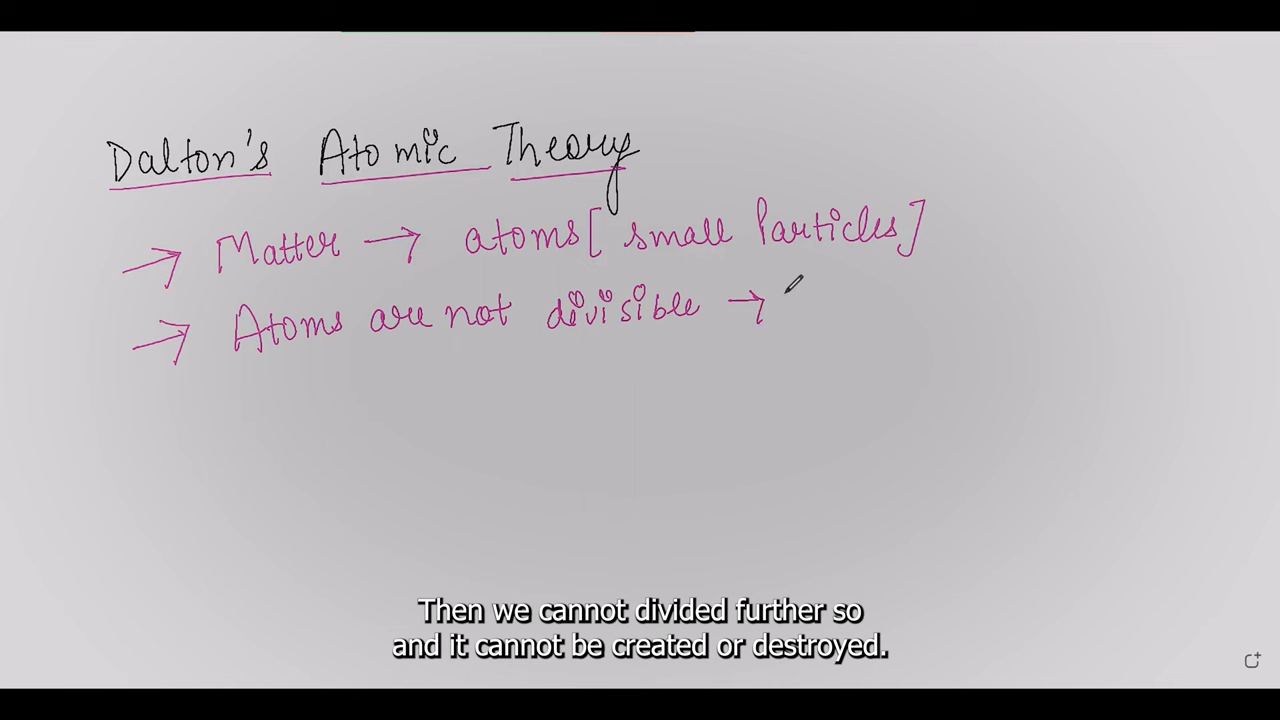 Dalton's Atomic Theory
→ Matter → atoms [small Particles]
→ Atoms are not divisible →
Then we cannot divided further so
and it cannot be created or destroyed.